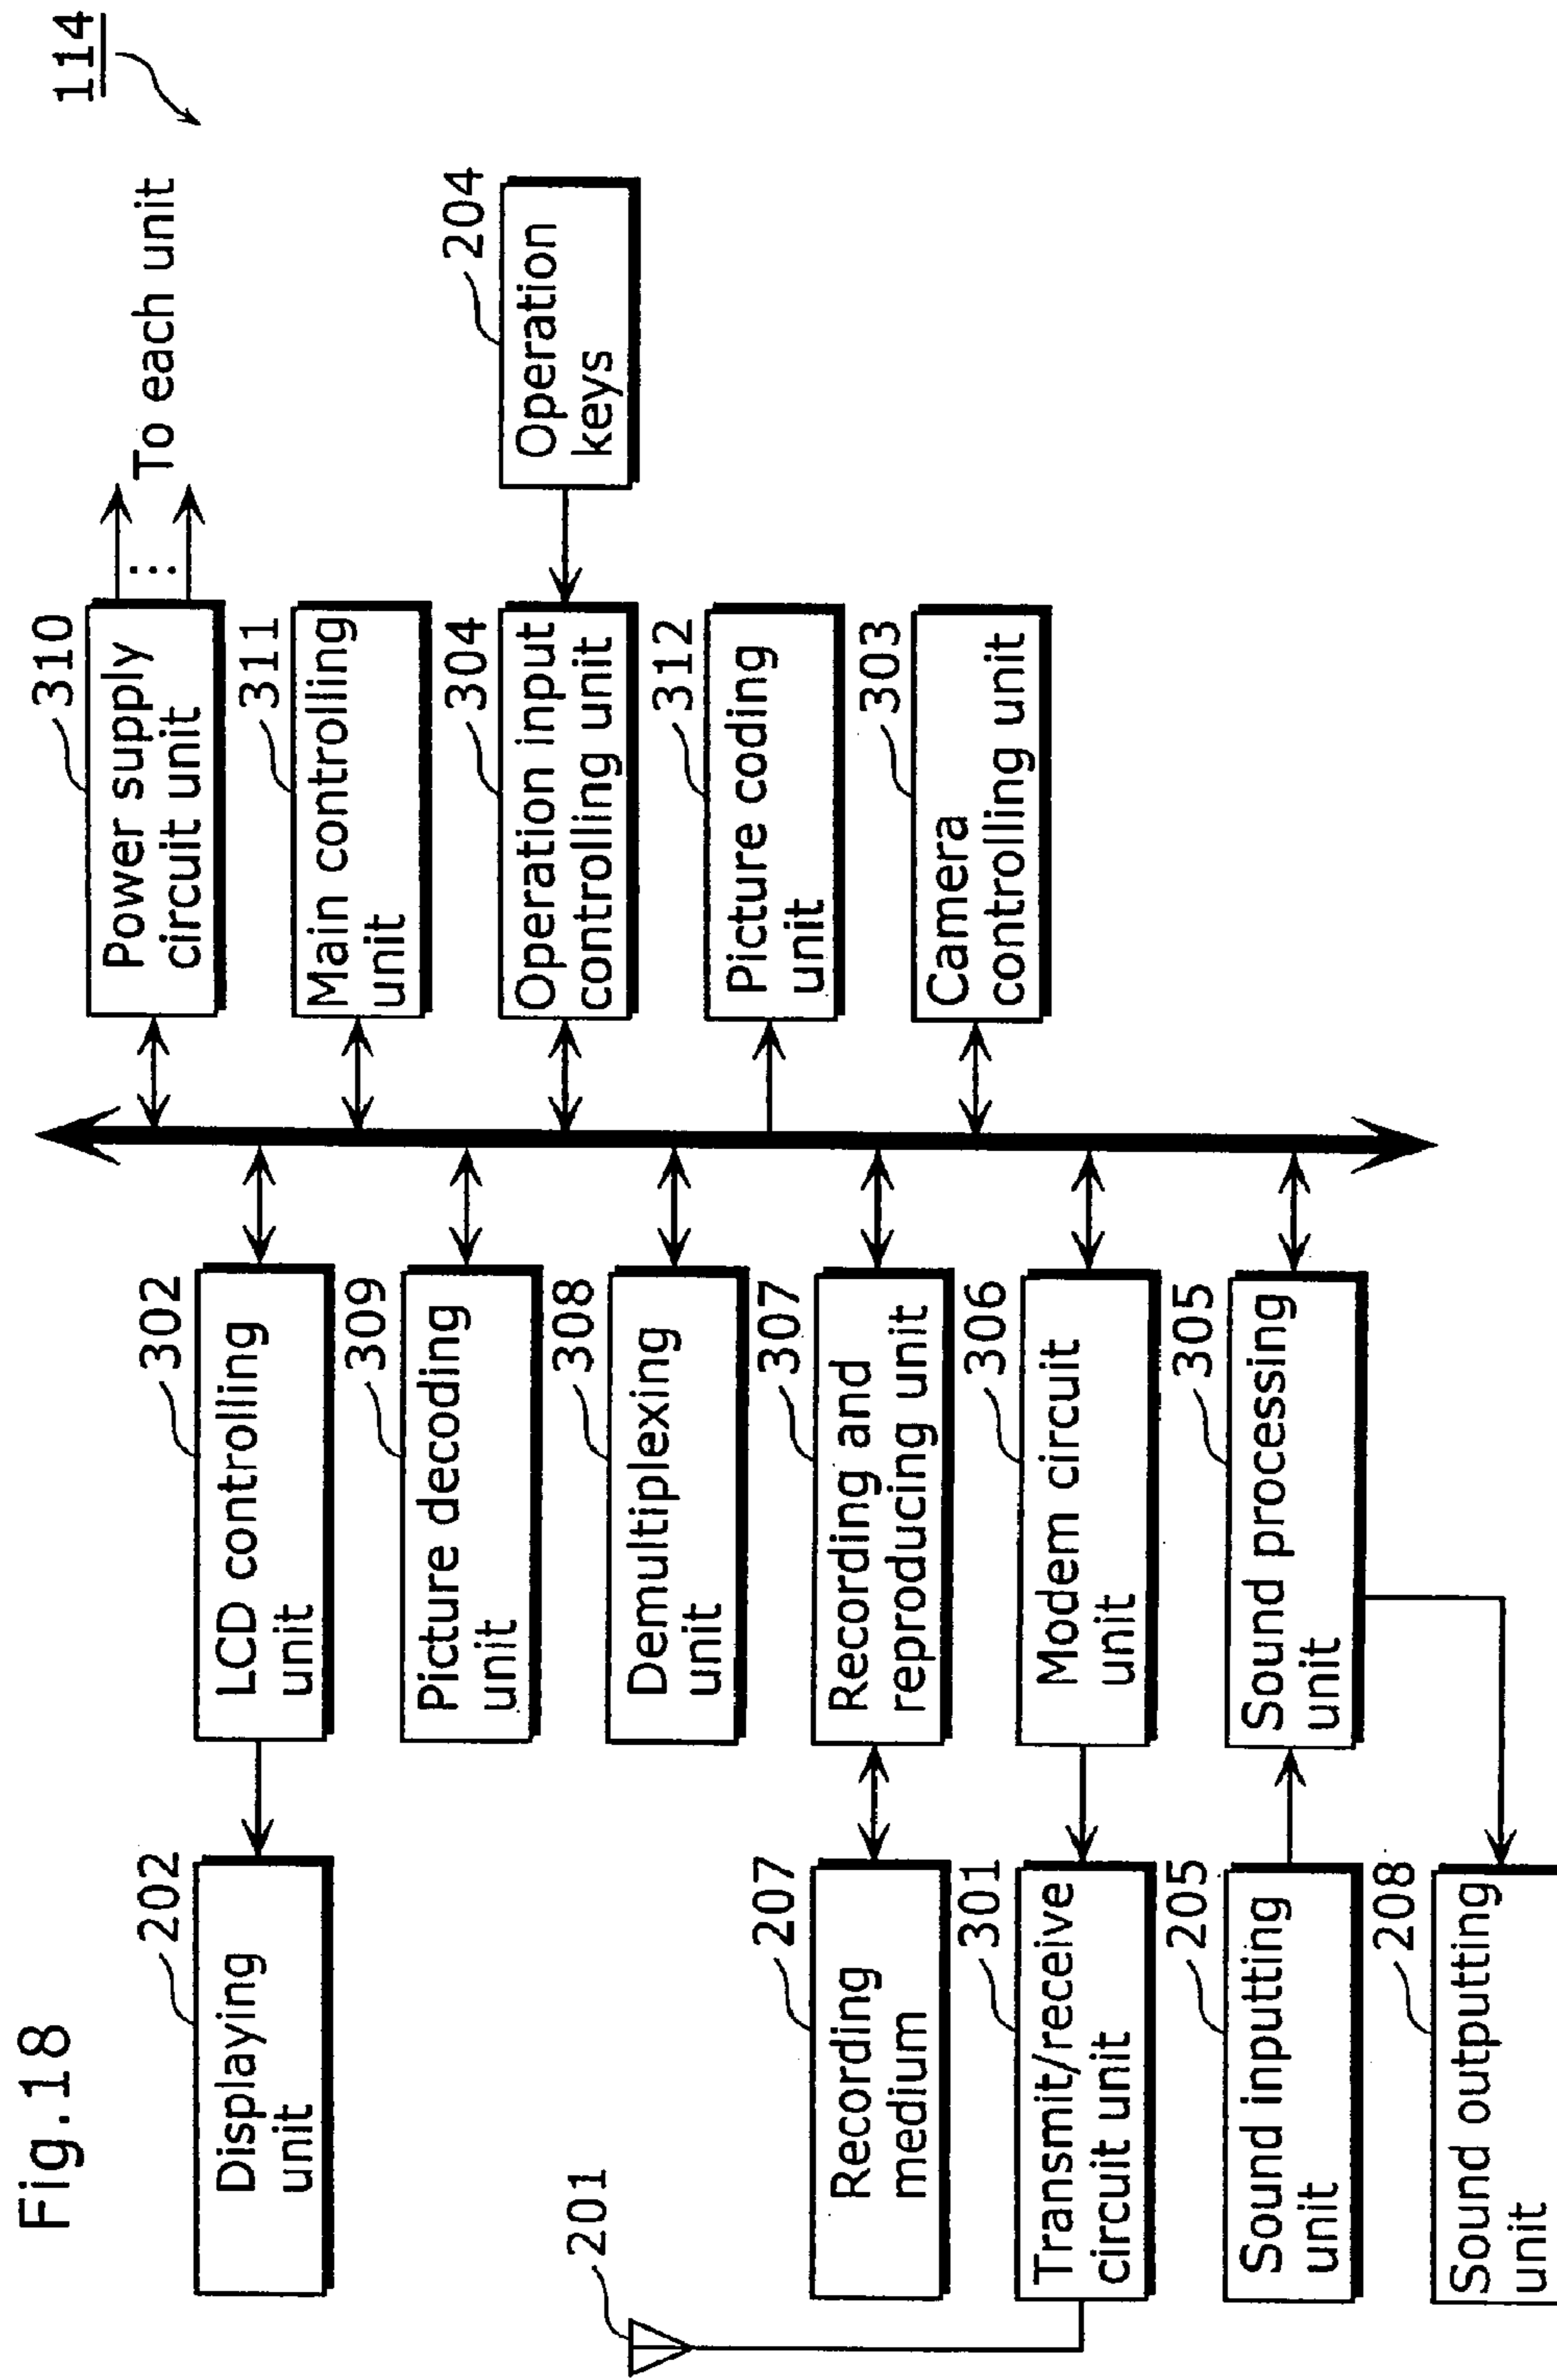 Fig.18
114
202
Displaying
unit
302
LCD controlling
unit
310
Power supply
circuit unit
To each unit
309
Picture decoding
unit
311
Main controlling
unit
201
308
Demultiplexing
unit
304
Operation input
controlling unit
204
Operation
keys
207
Recording
medium
307
Recording and
reproducing unit
312
Picture coding
unit
301
Transmit/receive
circuit unit
306
Modem circuit
unit
303
Camera
controlling unit
205
Sound inputting
unit
305
Sound processing
unit
208
Sound outputting
unit